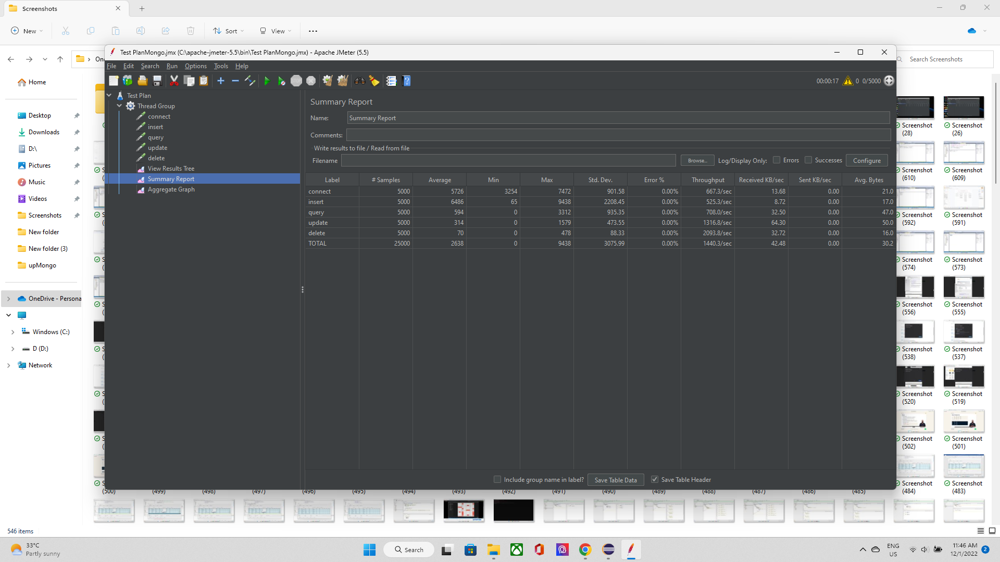 Screenshots
New
Sort
View
Search Screenshots
Home
Desktop
Downloads
D:\
Pictures
Music
Videos
Screenshots
New folder
New folder (3)
upMongo
OneDrive - Persona
Windows (C:)
D (D:)
Network
Test PlanMongo.jmx (C:\apache-jmeter-5.5\bin\Test PlanMongo.jmx) - Apache JMeter (5.5)
File Edit Search Run Options Tools Help
00:00:17 0 0/5000
Test Plan
Thread Group
connect
insert
query
update
delete
View Results Tree
Summary Report
Aggregate Graph
Summary Report
Name: Summary Report
Comments:
Write results to file / Read from file
Filename Browse... Log/Display Only: Errors Successes Configure
Label # Samples Average Min Max Std. Dev. Error % Throughput Received KB/sec Sent KB/sec Avg. Bytes
connect 5000 5726 3254 7472 901.58 0.00% 667.3/sec 13.68 0.00 21.0
insert 5000 6486 65 9438 2208.45 0.00% 525.3/sec 8.72 0.00 17.0
query 5000 594 0 3312 935.35 0.00% 708.0/sec 32.50 0.00 47.0
update 5000 314 0 1579 473.55 0.00% 1316.8/sec 64.30 0.00 50.0
delete 5000 70 0 478 88.33 0.00% 2093.8/sec 32.72 0.00 16.0
TOTAL 25000 2638 0 9438 3075.99 0.00% 1440.3/sec 42.48 0.00 30.2
Include group name in label? Save Table Data Save Table Header
Screenshot (28)
Screenshot (26)
Screenshot (610)
Screenshot (609)
Screenshot (592)
Screenshot (591)
Screenshot (574)
Screenshot (573)
Screenshot (556)
Screenshot (555)
Screenshot (538)
Screenshot (537)
Screenshot (520)
Screenshot (519)
Screenshot (502)
Screenshot (501)
Screenshot (484)
Screenshot (483)
(500) (499) (498) (497) (496) (495) (494) (493) (492) (491) (490) (489) (488) (487) (486) (485)
546 items
33°C
Partly sunny
Search
ENG
US
11:46 AM
12/1/2022
2